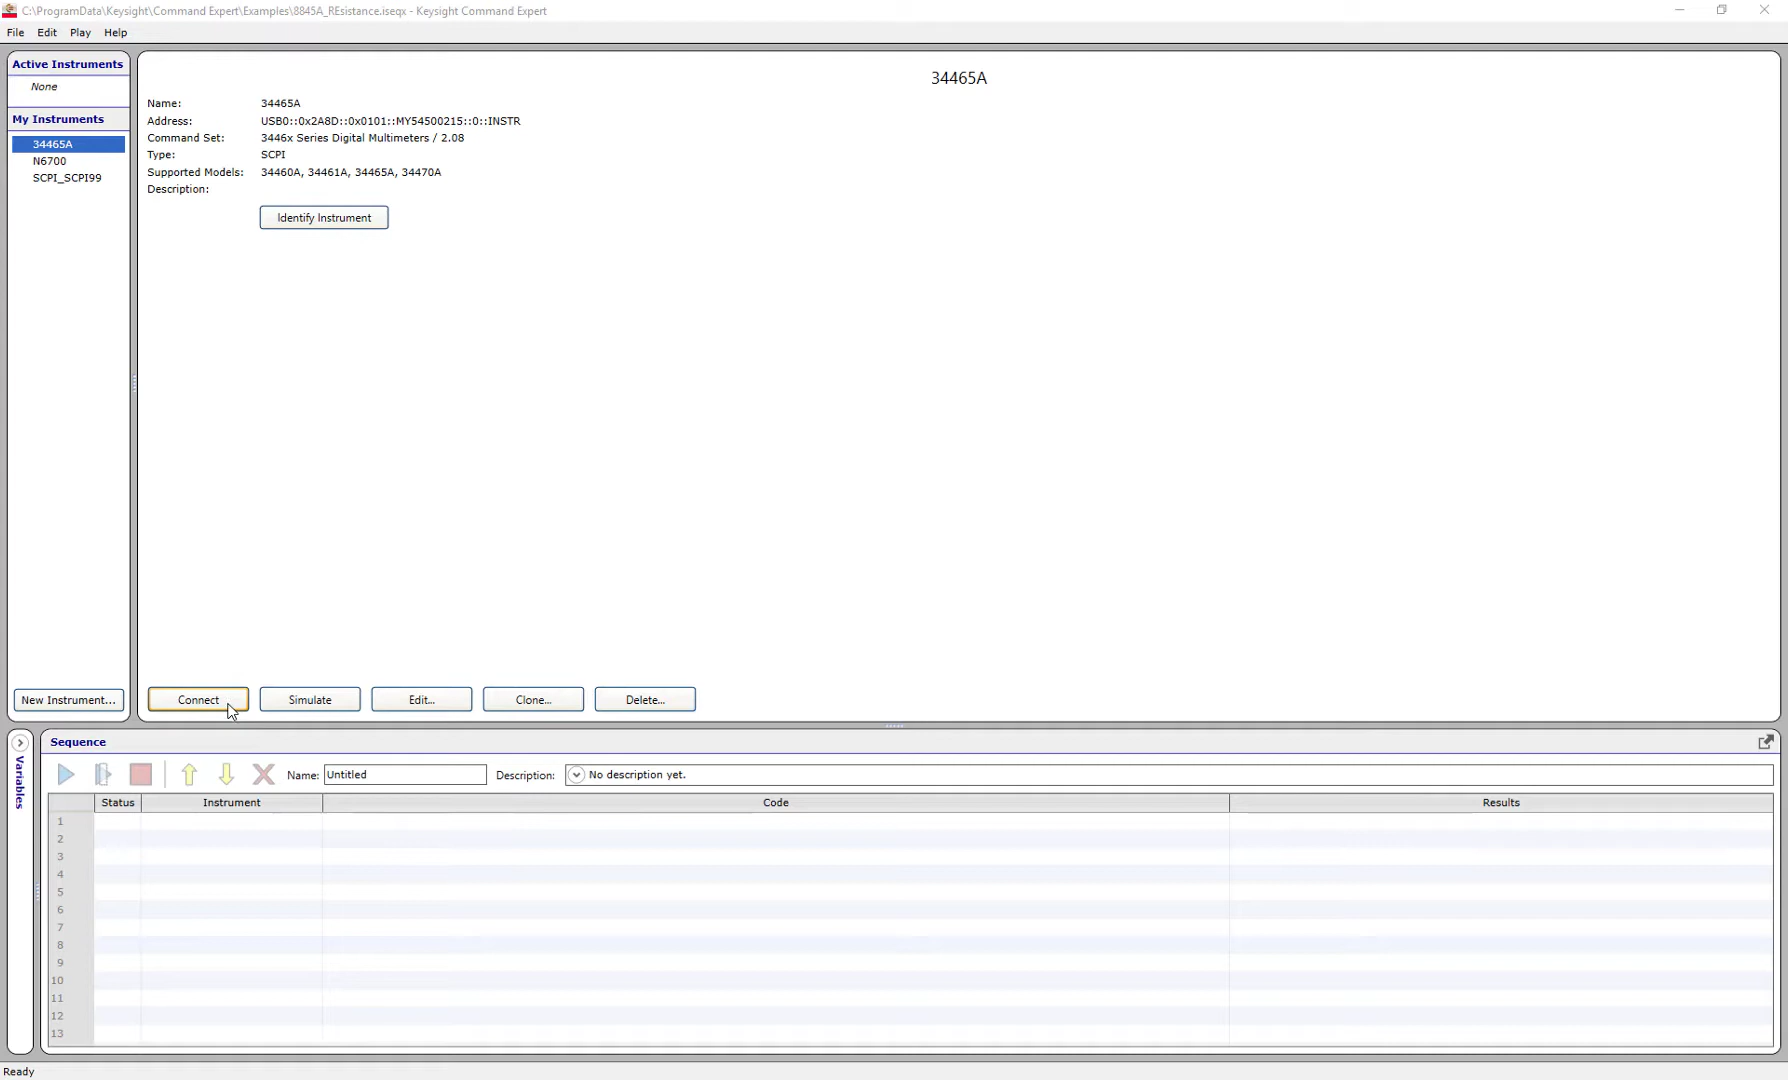 C:\ProgramData\Keysight\Command Expert\Examples\8845A_REsistance.iseqx - Keysight Command Expert
File Edit Play Help
Active Instruments
None
My Instruments
34465A
N6700
SCPI_SCPI99
New Instrument...
34465A
Name: 34465A
Address: USB0::0x2A8D::0x0101::MY54500215::0::INSTR
Command Set: 3446x Series Digital Multimeters / 2.08
Type: SCPI
Supported Models: 34460A, 34461A, 34465A, 34470A
Description:
Identify Instrument
Connect Simulate Edit... Clone... Delete...
Variables
Sequence
Name: Untitled Description: No description yet.
Status Instrument Code Results
1
2
3
4
5
6
7
8
9
10
11
12
13
Ready